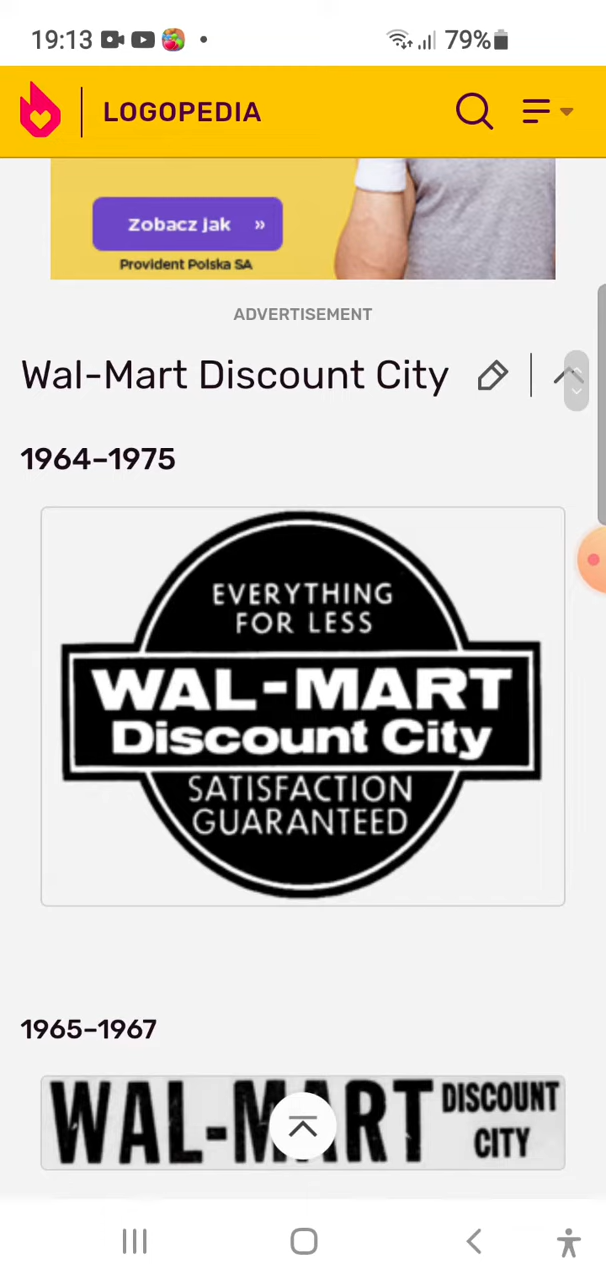 19:13
79%
LOGOPEDIA
Zobacz jak »
Provident Polska SA
ADVERTISEMENT
Wal-Mart Discount City
1964–1975
EVERYTHING
FOR LESS
WAL-MART
Discount City
SATISFACTION
GUARANTEED
1965–1967
WAL-MART DISCOUNT
CITY